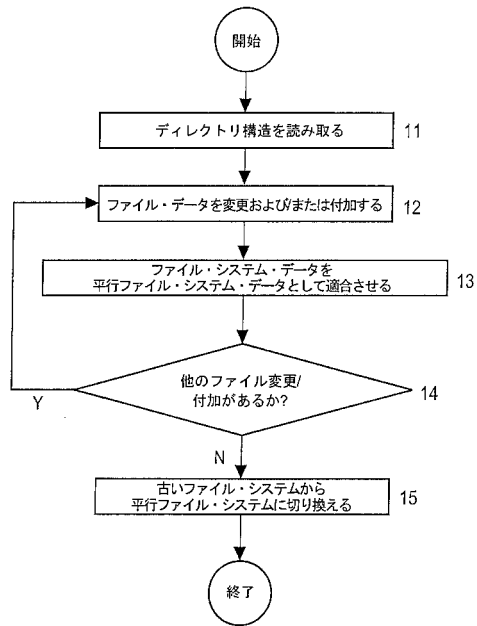 開始
ディレクトリ構造を読み取る 11
ファイル・データを変更および/または付加する 12
ファイル・システム・データを
平行ファイル・システム・データとして適合させる 13
他のファイル変更/
付加があるか? 14
Y
N
古いファイル・システムから
平行ファイル・システムに切り換える 15
終了